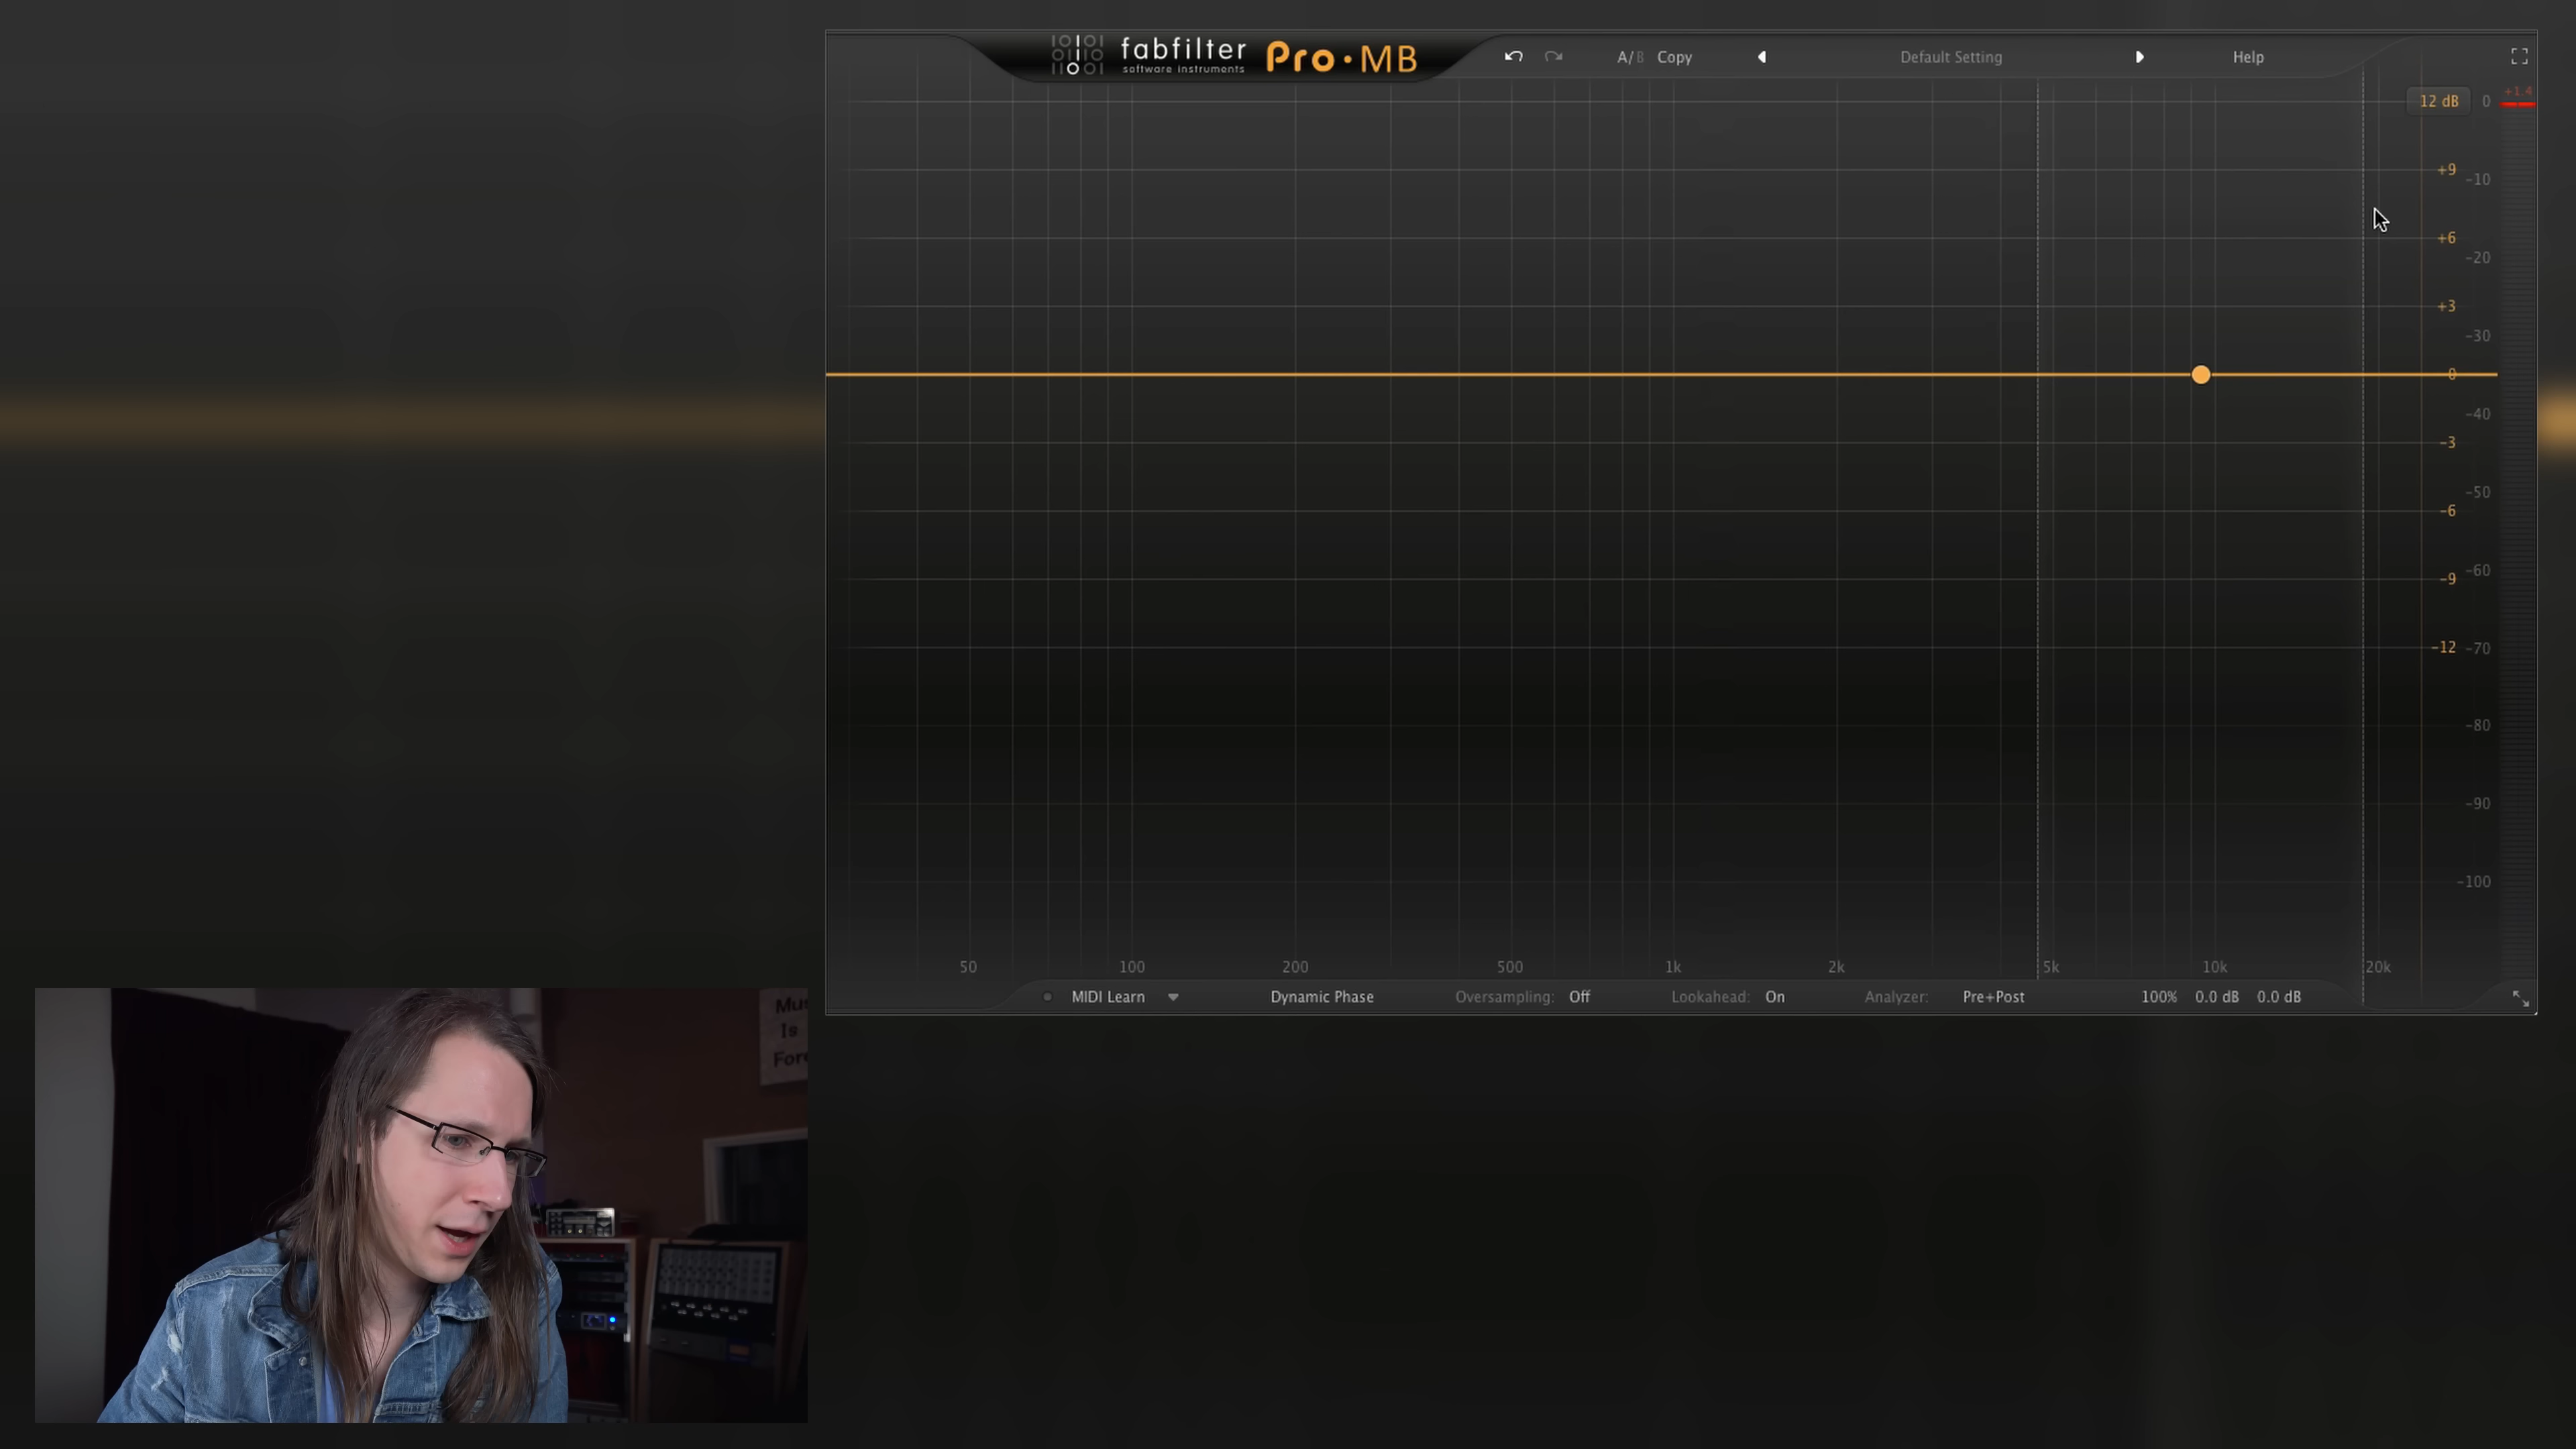 fabfilter
software instruments
Pro·MB
A/B Copy
Default Setting
Help
12 dB 0 +1.4
+9 -10
+6 -20
+3 -30
0
-40
-3
-50
-6
-60
-9
-12 -70
-80
-90
-100
50 100 200 500 1k 2k 5k 10k 20k
MIDI Learn Dynamic Phase Oversampling: Off Lookahead: On Analyzer: Pre+Post 100% 0.0 dB 0.0 dB
Is